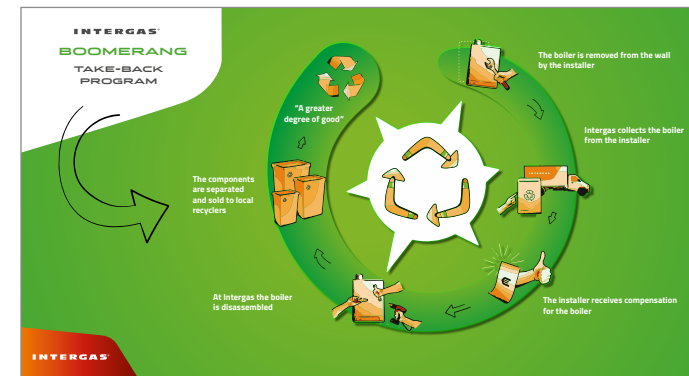 INTERGAS
BOOMERANG
TAKE-BACK
PROGRAM
The boiler is removed from the wall
by the installer
Intergas collects the boiler
from the installer
The installer receives compensation
for the boiler
At Intergas the boiler
is disassembled
The components
are separated
and sold to local
recyclers
"A greater
degree of good"
INTERGAS